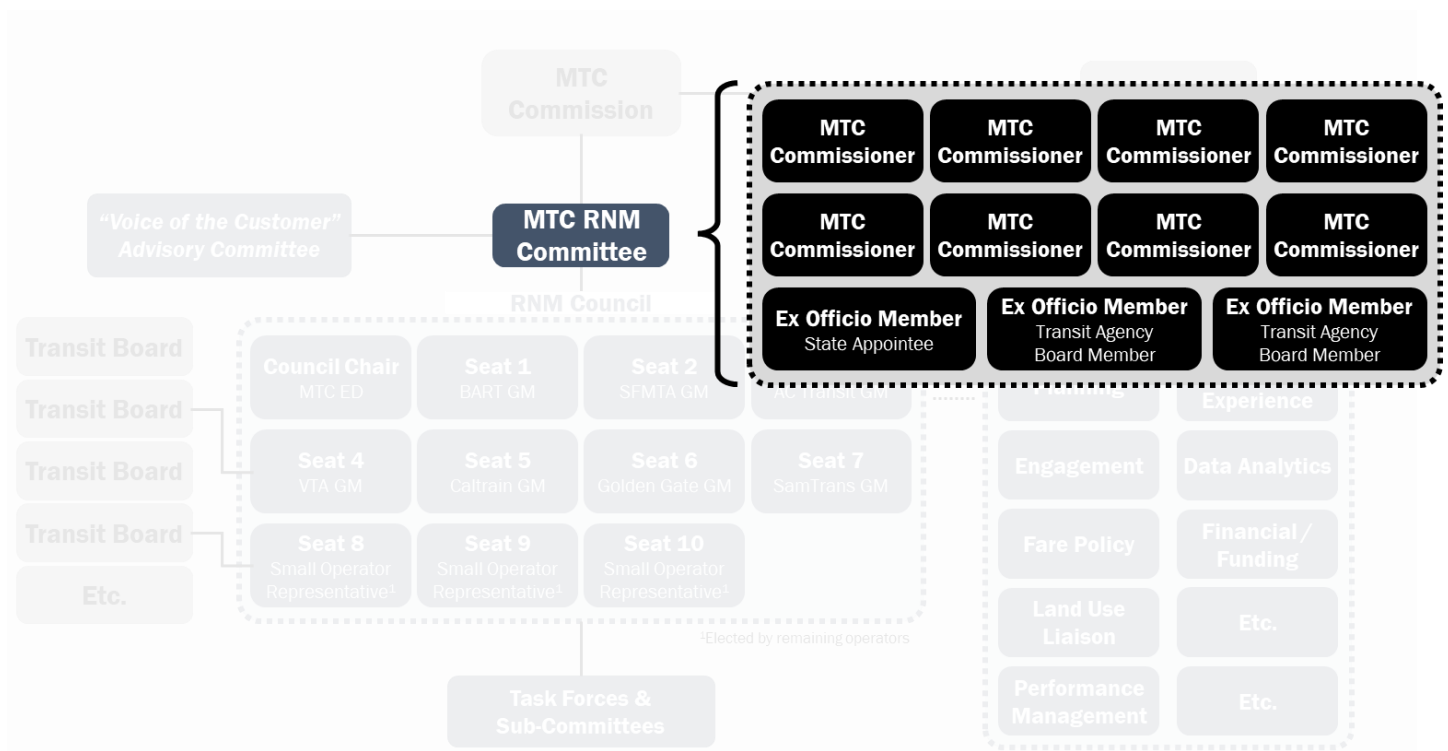 MTC
Commission
MTC
Commissioner
MTC
Commissioner
MTC
Commissioner
MTC
Commissioner
"Voice of the Customer"
Advisory Committee
MTC RNM
Committee
MTC
Commissioner
MTC
Commissioner
MTC
Commissioner
MTC
Commissioner
Ex Officio Member
State Appointee
Ex Officio Member
Transit Agency
Board Member
Ex Officio Member
Transit Agency
Board Member
RNM Council
Transit Board
Transit Board
Transit Board
Transit Board
Etc.
Council Chair
MTC ED
Seat 1
BART GM
Seat 2
SFMTA GM
AC Transit GM
Seat 4
VTA GM
Seat 5
Caltrain GM
Seat 6
Golden Gate GM
Seat 7
SamTrans GM
Seat 8
Small Operator
Representative¹
Seat 9
Small Operator
Representative¹
Seat 10
Small Operator
Representative¹
¹Elected by remaining operators
Task Forces &
Sub-Committees
Planning
Experience
Engagement
Data Analytics
Fare Policy
Financial /
Funding
Land Use
Liaison
Etc.
Performance
Management
Etc.